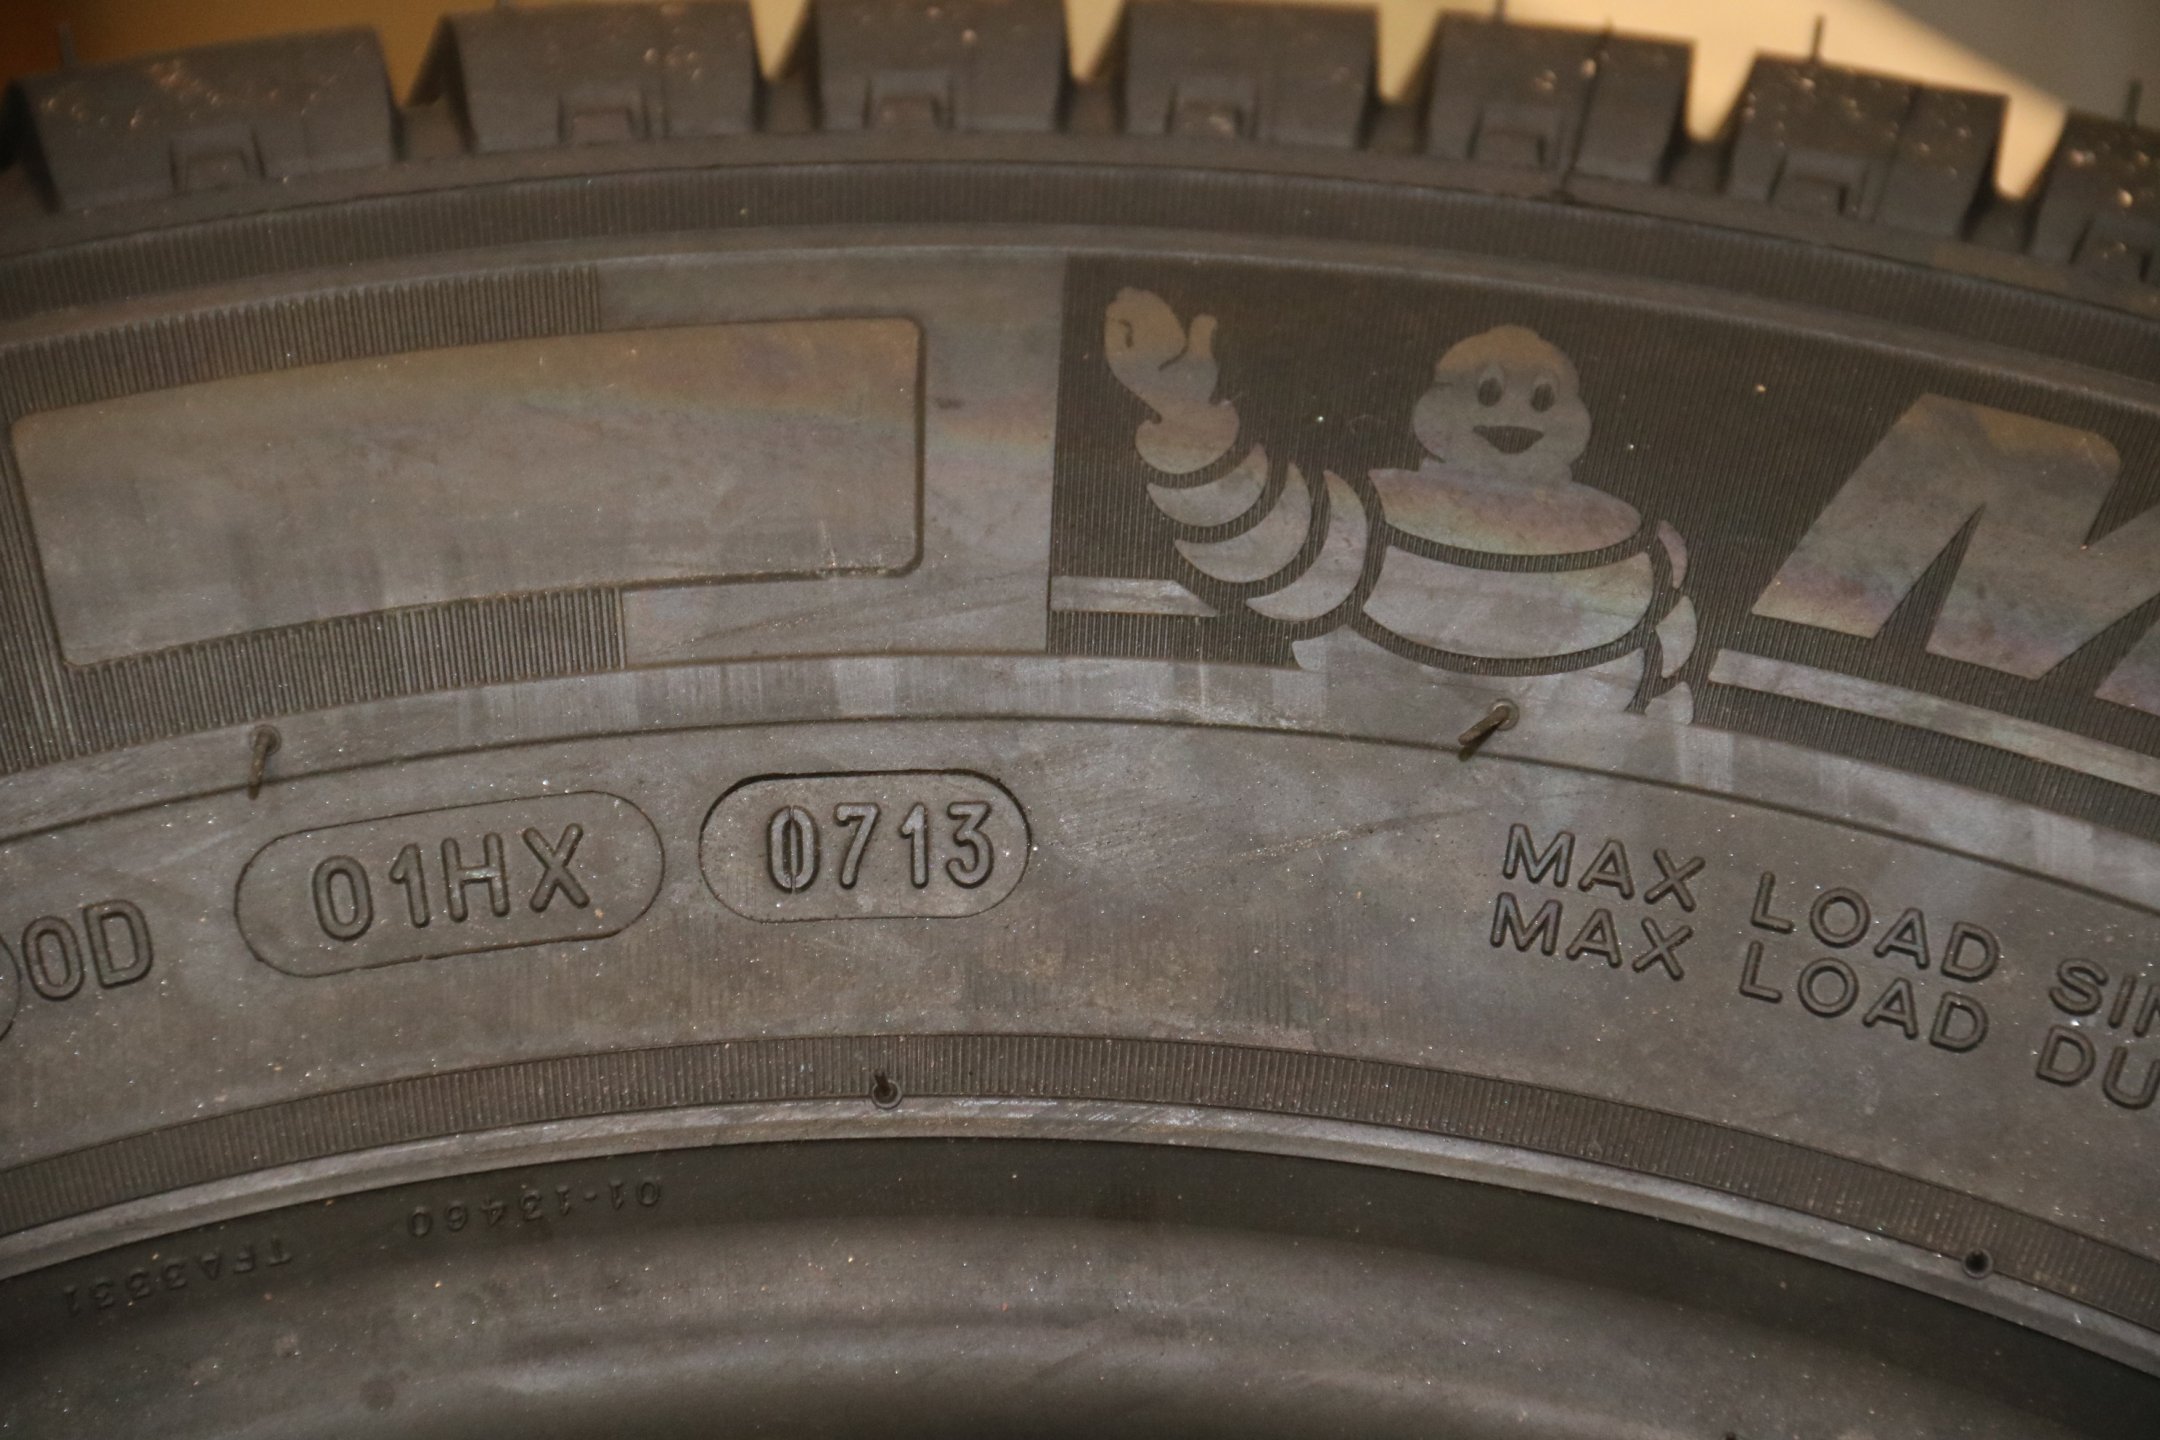 M
0D 01HX 0713
MAX LOAD
MAX LOAD
01-13460
TFA3331